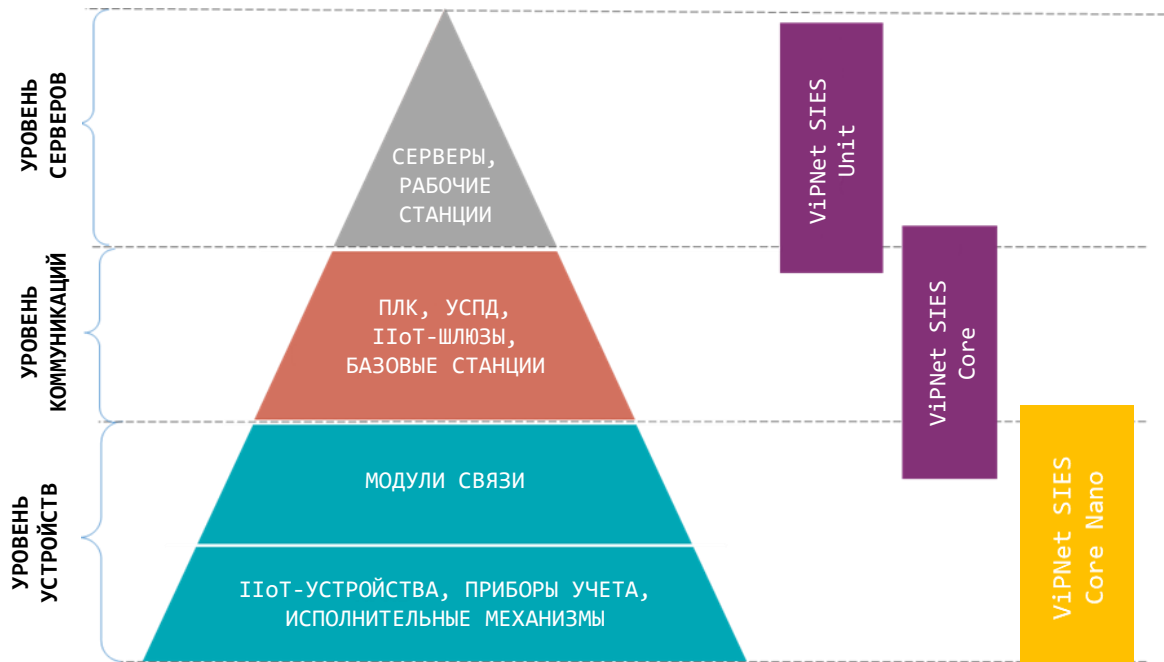 УРОВЕНЬ
СЕРВЕРОВ
СЕРВЕРЫ,
РАБОЧИЕ
СТАНЦИИ
ViPNet SIES
Unit
УРОВЕНЬ
КОММУНИКАЦИЙ
ПЛК, УСПД,
IIoT-ШЛЮЗЫ,
БАЗОВЫЕ СТАНЦИИ
ViPNet SIES
Core
УРОВЕНЬ
УСТРОЙСТВ
МОДУЛИ СВЯЗИ
IIoT-УСТРОЙСТВА, ПРИБОРЫ УЧЕТА,
ИСПОЛНИТЕЛЬНЫЕ МЕХАНИЗМЫ
ViPNet SIES
Core Nano